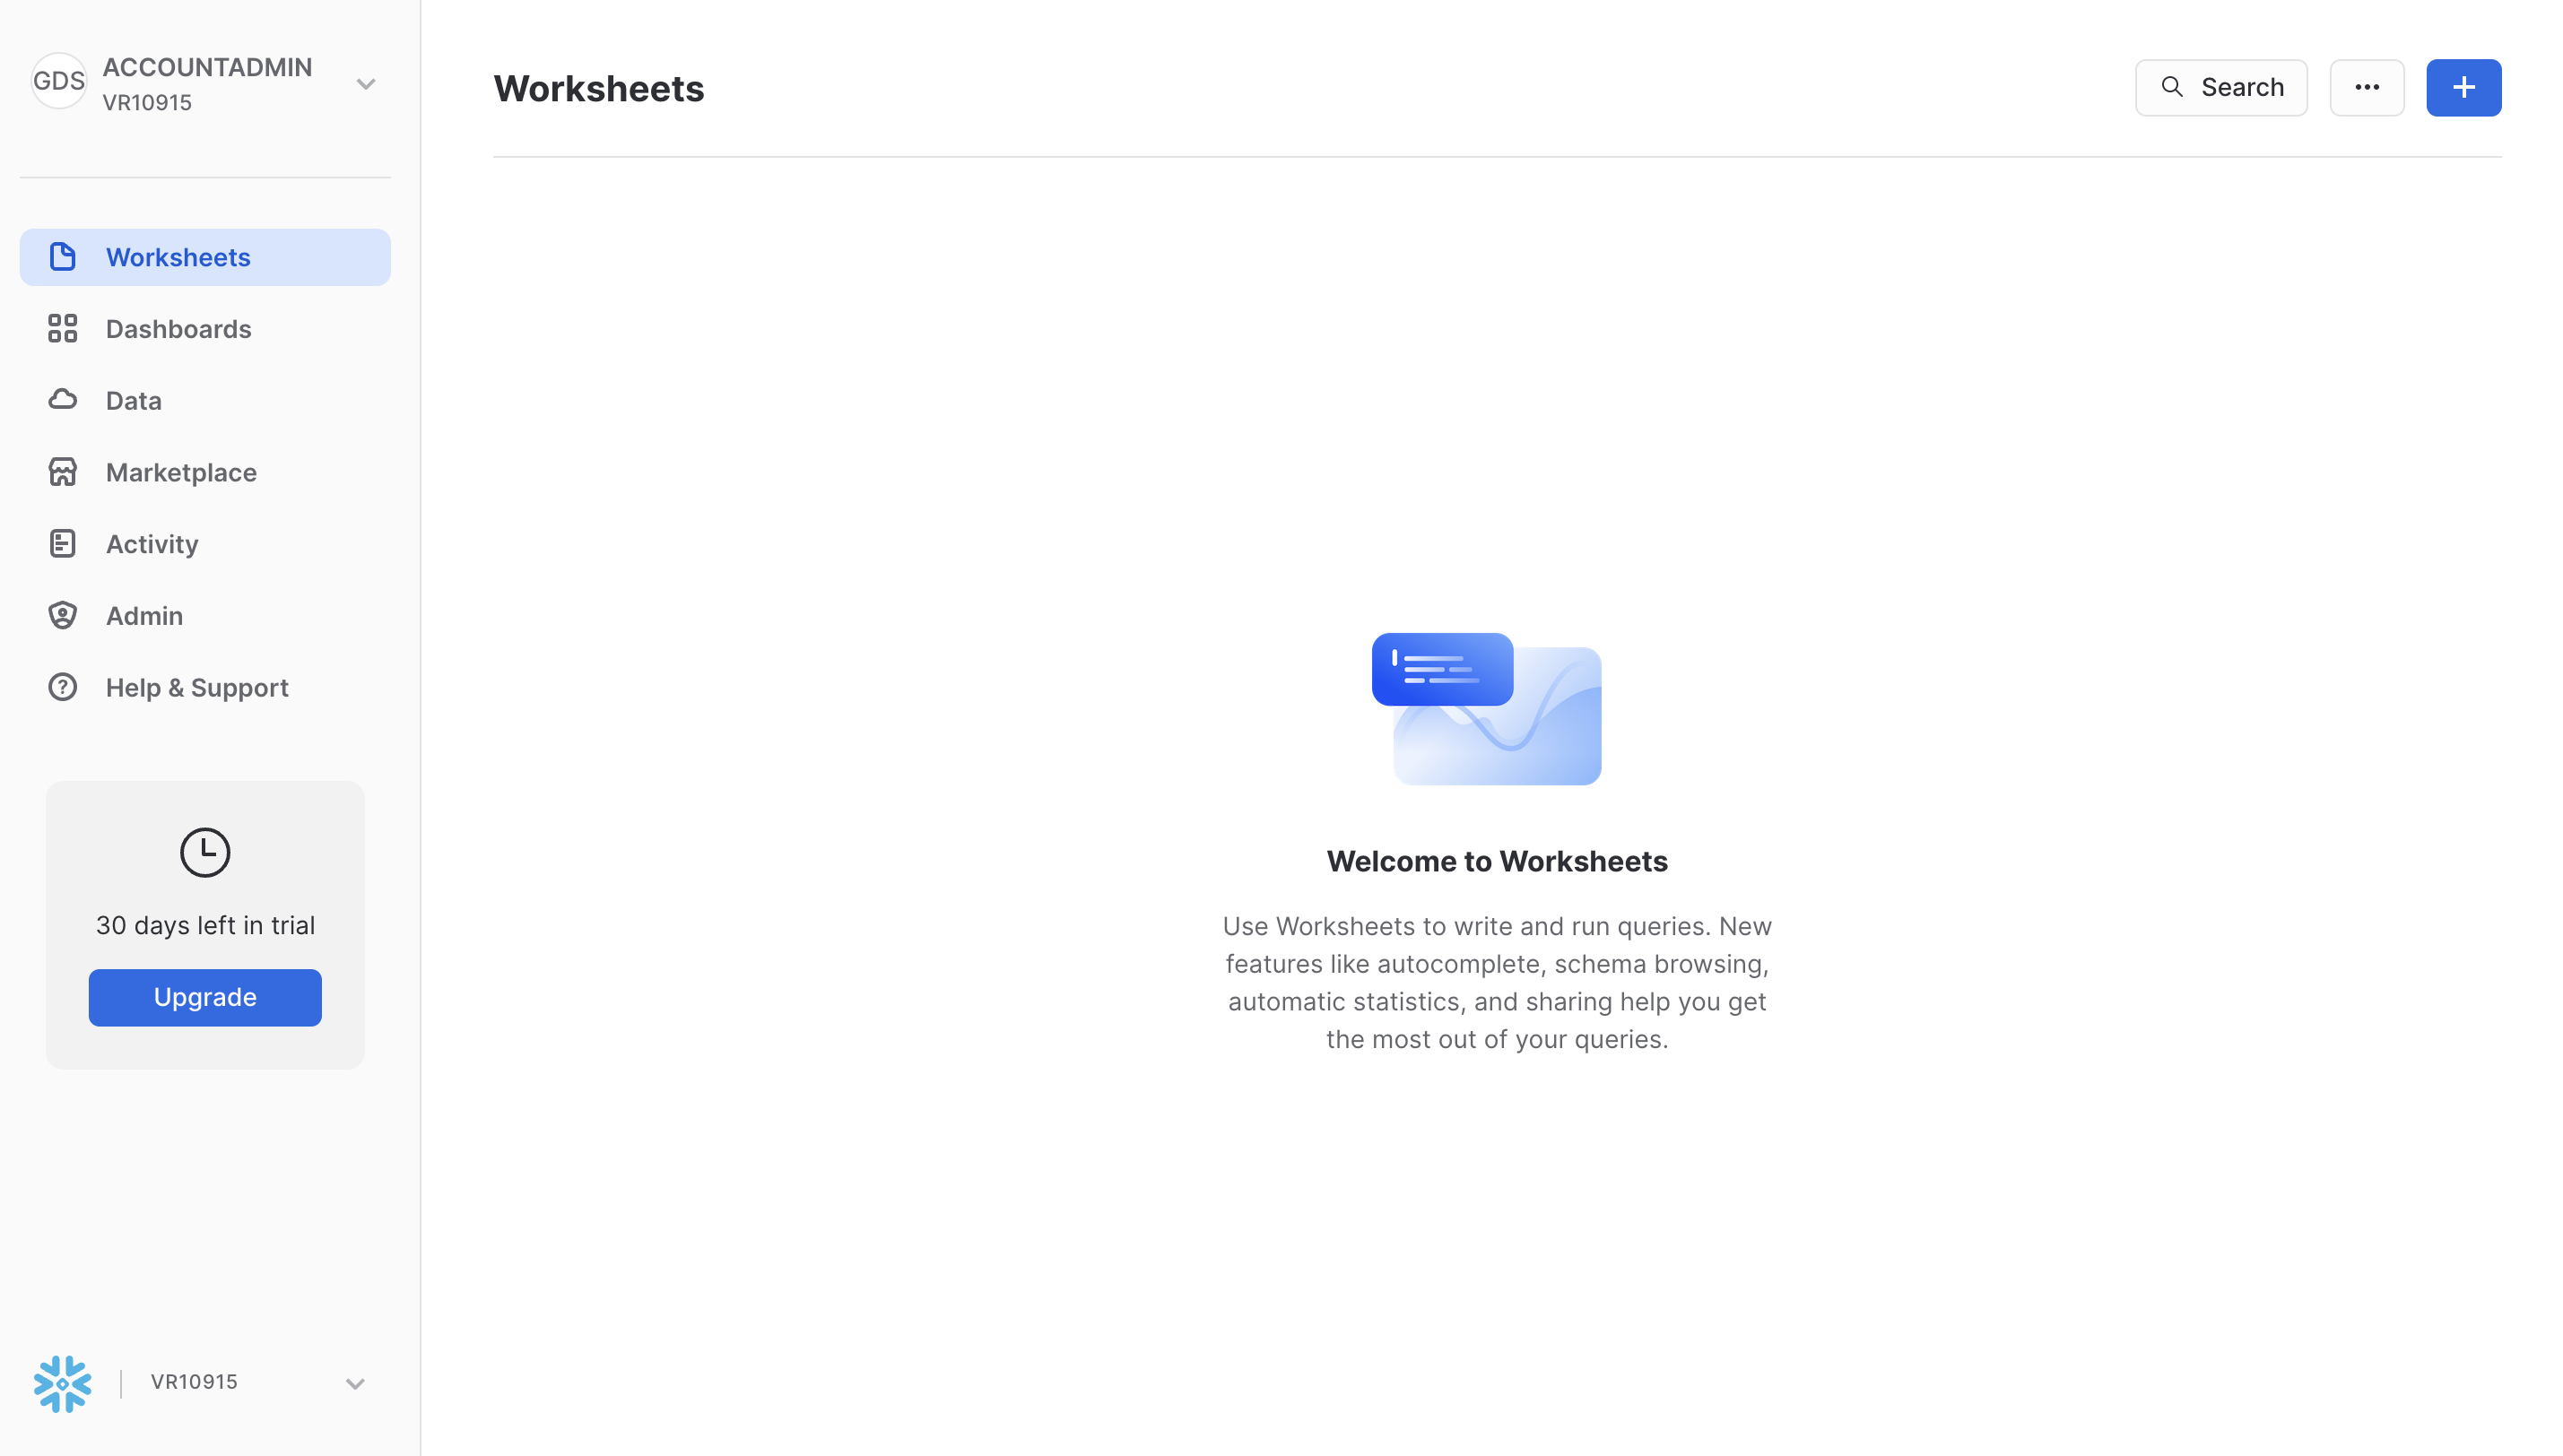 GDS
ACCOUNTADMIN
VR10915
Worksheets
Dashboards
Data
Marketplace
Activity
Admin
Help & Support
30 days left in trial
Upgrade
VR10915
Worksheets
Search
Welcome to Worksheets
Use Worksheets to write and run queries. New
features like autocomplete, schema browsing,
automatic statistics, and sharing help you get
the most out of your queries.